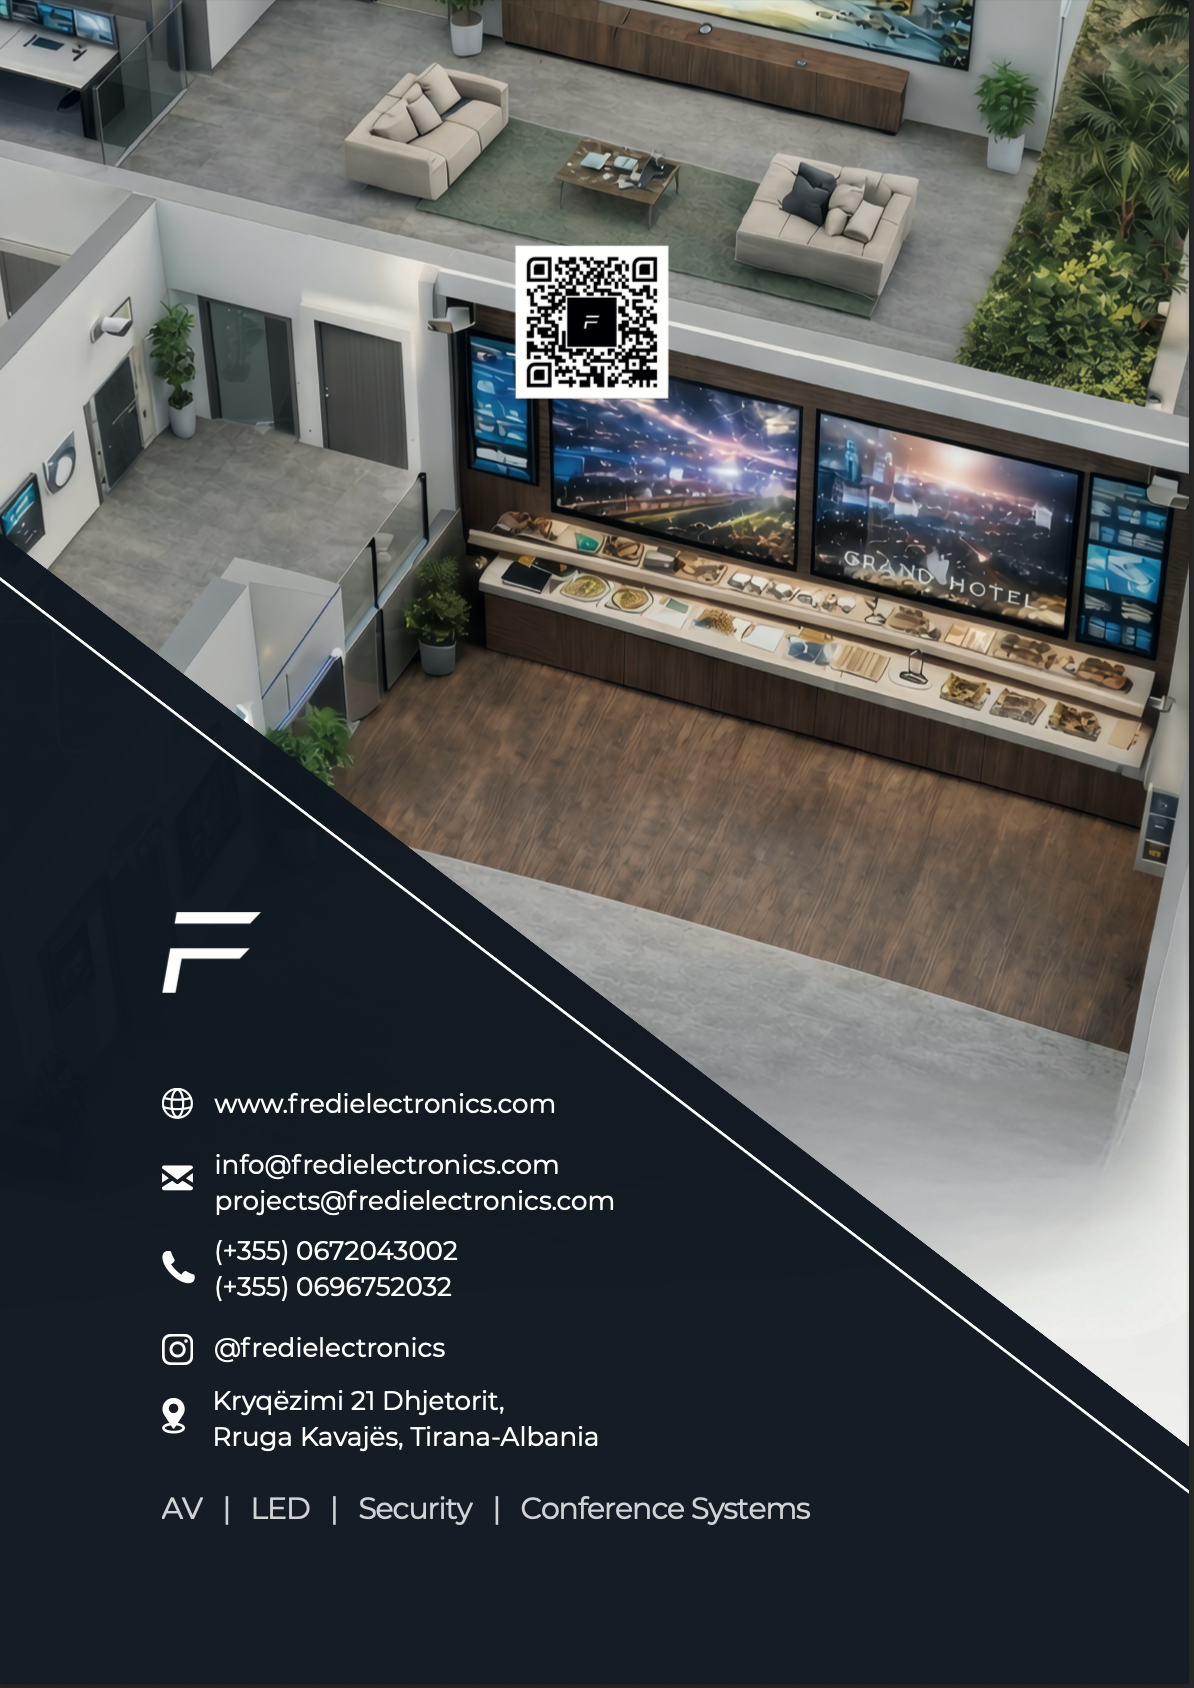 GRAND HOTEL
F
www.fredielectronics.com
info@fredielectronics.com
projects@fredielectronics.com
(+355) 0672043002
(+355) 0696752032
@fredielectronics
Kryqëzimi 21 Dhjetorit,
Rruga Kavajës, Tirana-Albania
AV | LED | Security | Conference Systems